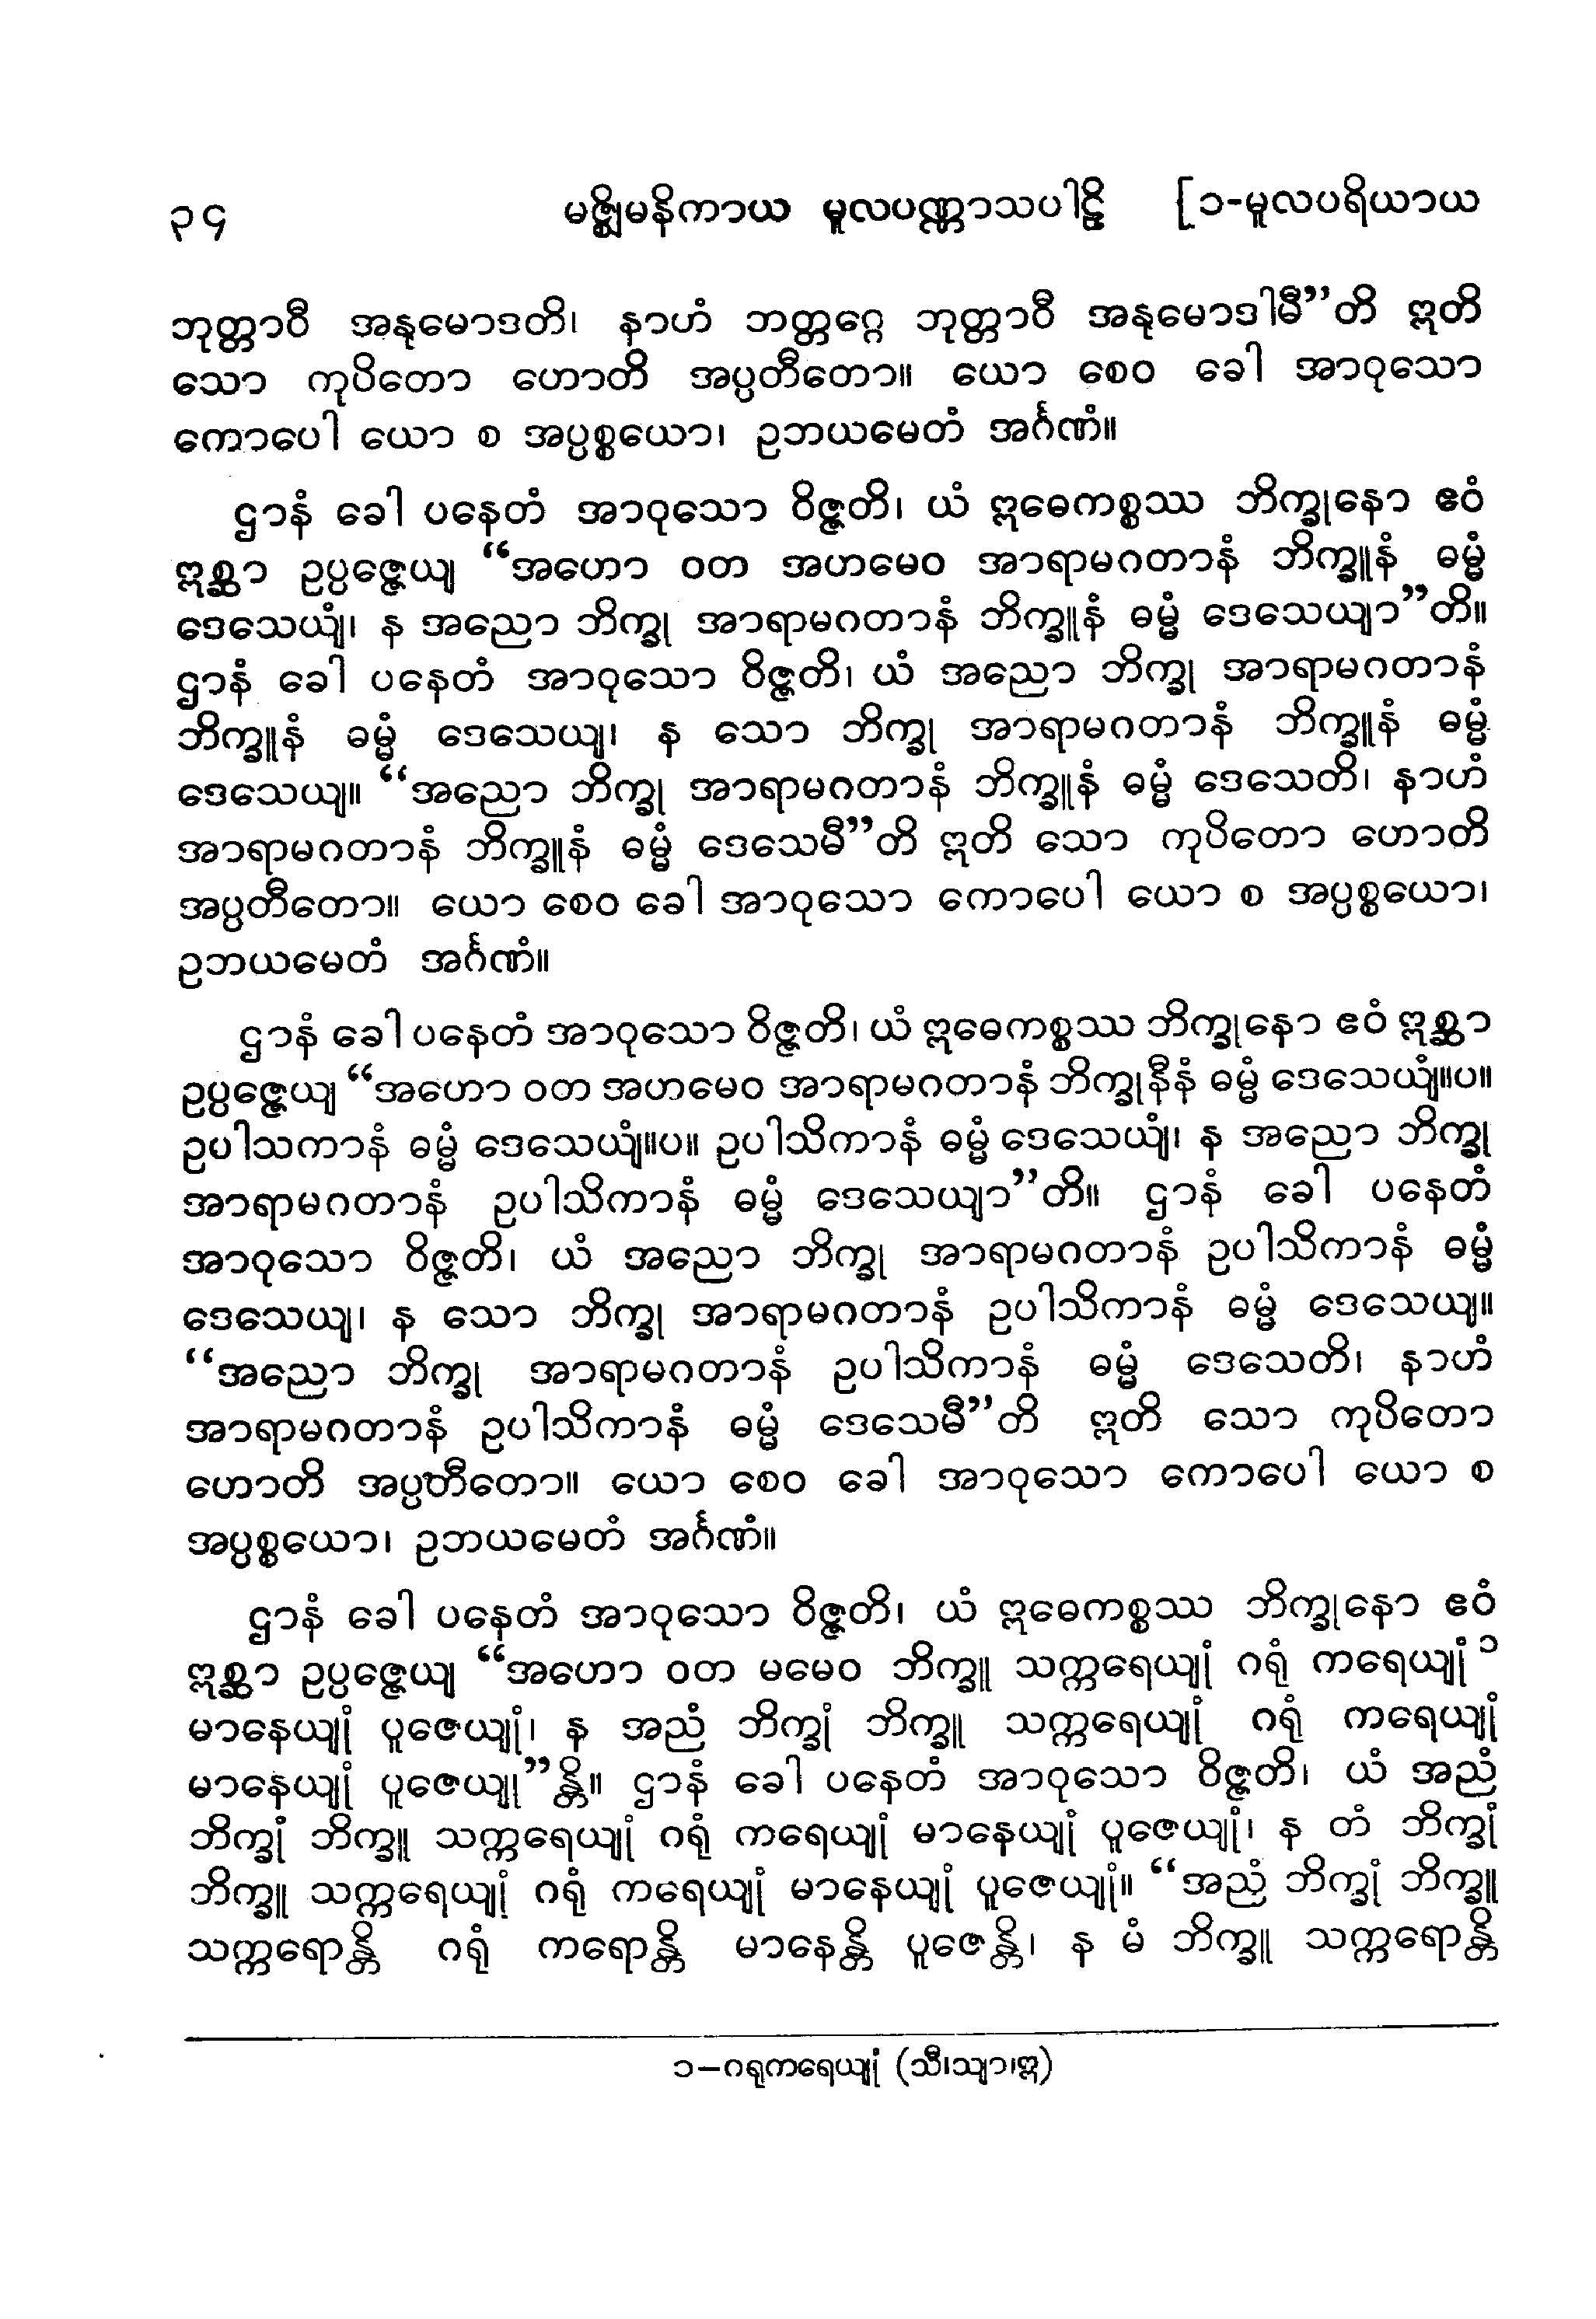 ၃၄ မဇ္ဈိမနိကာယ မူလပဏ္ဏာသပါဠိ [၁-မူလပရိယာယ
ဘုတ္တာဝီ အနုမောဒတိ၊ နာဟံ ဘတ္တဂ္ဂေ ဘုတ္တာဝီ အနုမောဒါမီ”တိ ဣတိ
သော ကုပိတော ဟောတိ အပ္ပတီတော။ ယော စေဝ ခေါ အာဝုသော
ကောပေါ ယော စ အပ္ပစ္စယော၊ ဥဘယမေတံ အင်္ဂဏံ။
ဌာနံ ခေါ ပနေတံ အာဝုသော ဝိဇ္ဇတိ၊ ယံ ဣဓေကစ္စဿ ဘိက္ခုနော ဧဝံ
ဣစ္ဆာ ဥပ္ပဇ္ဇေယျ “အဟော ဝတ အဟမေဝ အာရာမဂတာနံ ဘိက္ခူနံ ဓမ္မံ
ဒေသေယျံ၊ န အညော ဘိက္ခု အာရာမဂတာနံ ဘိက္ခူနံ ဓမ္မံ ဒေသေယျာ”တိ။
ဌာနံ ခေါ ပနေတံ အာဝုသော ဝိဇ္ဇတိ၊ ယံ အညော ဘိက္ခု အာရာမဂတာနံ
ဘိက္ခူနံ ဓမ္မံ ဒေသေယျ၊ န သော ဘိက္ခု အာရာမဂတာနံ ဘိက္ခူနံ ဓမ္မံ
ဒေသေယျ။ “အညော ဘိက္ခု အာရာမဂတာနံ ဘိက္ခူနံ ဓမ္မံ ဒေသေတိ၊ နာဟံ
အာရာမဂတာနံ ဘိက္ခူနံ ဓမ္မံ ဒေသေမီ”တိ ဣတိ သော ကုပိတော ဟောတိ
အပ္ပတီတော။ ယော စေဝ ခေါ အာဝုသော ကောပေါ ယော စ အပ္ပစ္စယော၊
ဥဘယမေတံ အင်္ဂဏံ။
ဌာနံ ခေါ ပနေတံ အာဝုသော ဝိဇ္ဇတိ၊ ယံ ဣဓေကစ္စဿ ဘိက္ခုနော ဧဝံ ဣစ္ဆာ
ဥပ္ပဇ္ဇေယျ “အဟော ဝတ အဟမေဝ အာရာမဂတာနံ ဘိက္ခုနီနံ ဓမ္မံ ဒေသေယျံ။ပ။
ဥပါသကာနံ ဓမ္မံ ဒေသေယျံ။ပ။ ဥပါသိကာနံ ဓမ္မံ ဒေသေယျံ၊ န အညော ဘိက္ခု
အာရာမဂတာနံ ဥပါသိကာနံ ဓမ္မံ ဒေသေယျာ”တိ။ ဌာနံ ခေါ ပနေတံ
အာဝုသော ဝိဇ္ဇတိ၊ ယံ အညော ဘိက္ခု အာရာမဂတာနံ ဥပါသိကာနံ ဓမ္မံ
ဒေသေယျ၊ န သော ဘိက္ခု အာရာမဂတာနံ ဥပါသိကာနံ ဓမ္မံ ဒေသေယျ။
“အညော ဘိက္ခု အာရာမဂတာနံ ဥပါသိကာနံ ဓမ္မံ ဒေသေတိ၊ နာဟံ
အာရာမဂတာနံ ဥပါသိကာနံ ဓမ္မံ ဒေသေမီ”တိ ဣတိ သော ကုပိတော
ဟောတိ အပ္ပတီတော။ ယော စေဝ ခေါ အာဝုသော ကောပေါ ယော စ
အပ္ပစ္စယော၊ ဥဘယမေတံ အင်္ဂဏံ။
ဌာနံ ခေါ ပနေတံ အာဝုသော ဝိဇ္ဇတိ၊ ယံ ဣဓေကစ္စဿ ဘိက္ခုနော ဧဝံ
ဣစ္ဆာ ဥပ္ပဇ္ဇေယျ “အဟော ဝတ မမေဝ ဘိက္ခူ သက္ကရေယျုံ ဂရုံ ကရေယျုံ ၁
မာနေယျုံ ပူဇေယျုံ၊ န အညံ ဘိက္ခုံ ဘိက္ခူ သက္ကရေယျုံ ဂရုံ ကရေယျုံ
မာနေယျုံ ပူဇေယျု”န္တိ။ ဌာနံ ခေါ ပနေတံ အာဝုသော ဝိဇ္ဇတိ၊ ယံ အညံ
ဘိက္ခုံ ဘိက္ခူ သက္ကရေယျုံ ဂရုံ ကရေယျုံ မာနေယျုံ ပူဇေယျုံ၊ န တံ ဘိက္ခုံ
ဘိက္ခူ သက္ကရေယျုံ ဂရုံ ကရေယျုံ မာနေယျုံ ပူဇေယျုံ။ “အညံ ဘိက္ခုံ ဘိက္ခူ
သက္ကရောန္တိ ဂရုံ ကရောန္တိ မာနေန္တိ ပူဇေန္တိ၊ န မံ ဘိက္ခူ သက္ကရောန္တိ
၁–ဂရုကရေယျုံ (သီ၊သျာ၊ဣ)